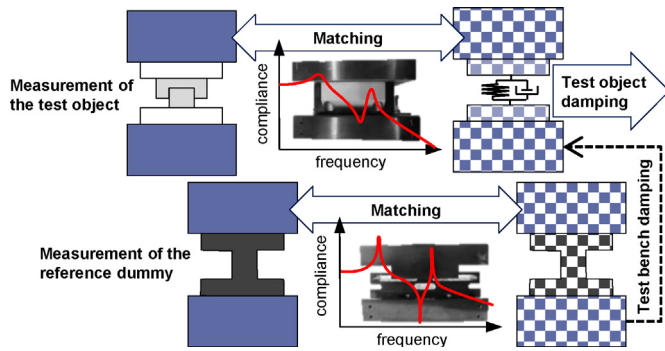 Matching
Measurement of
the test object
compliance
frequency
Test object
damping
Matching
Measurement of the
reference dummy
compliance
frequency
Test bench damping